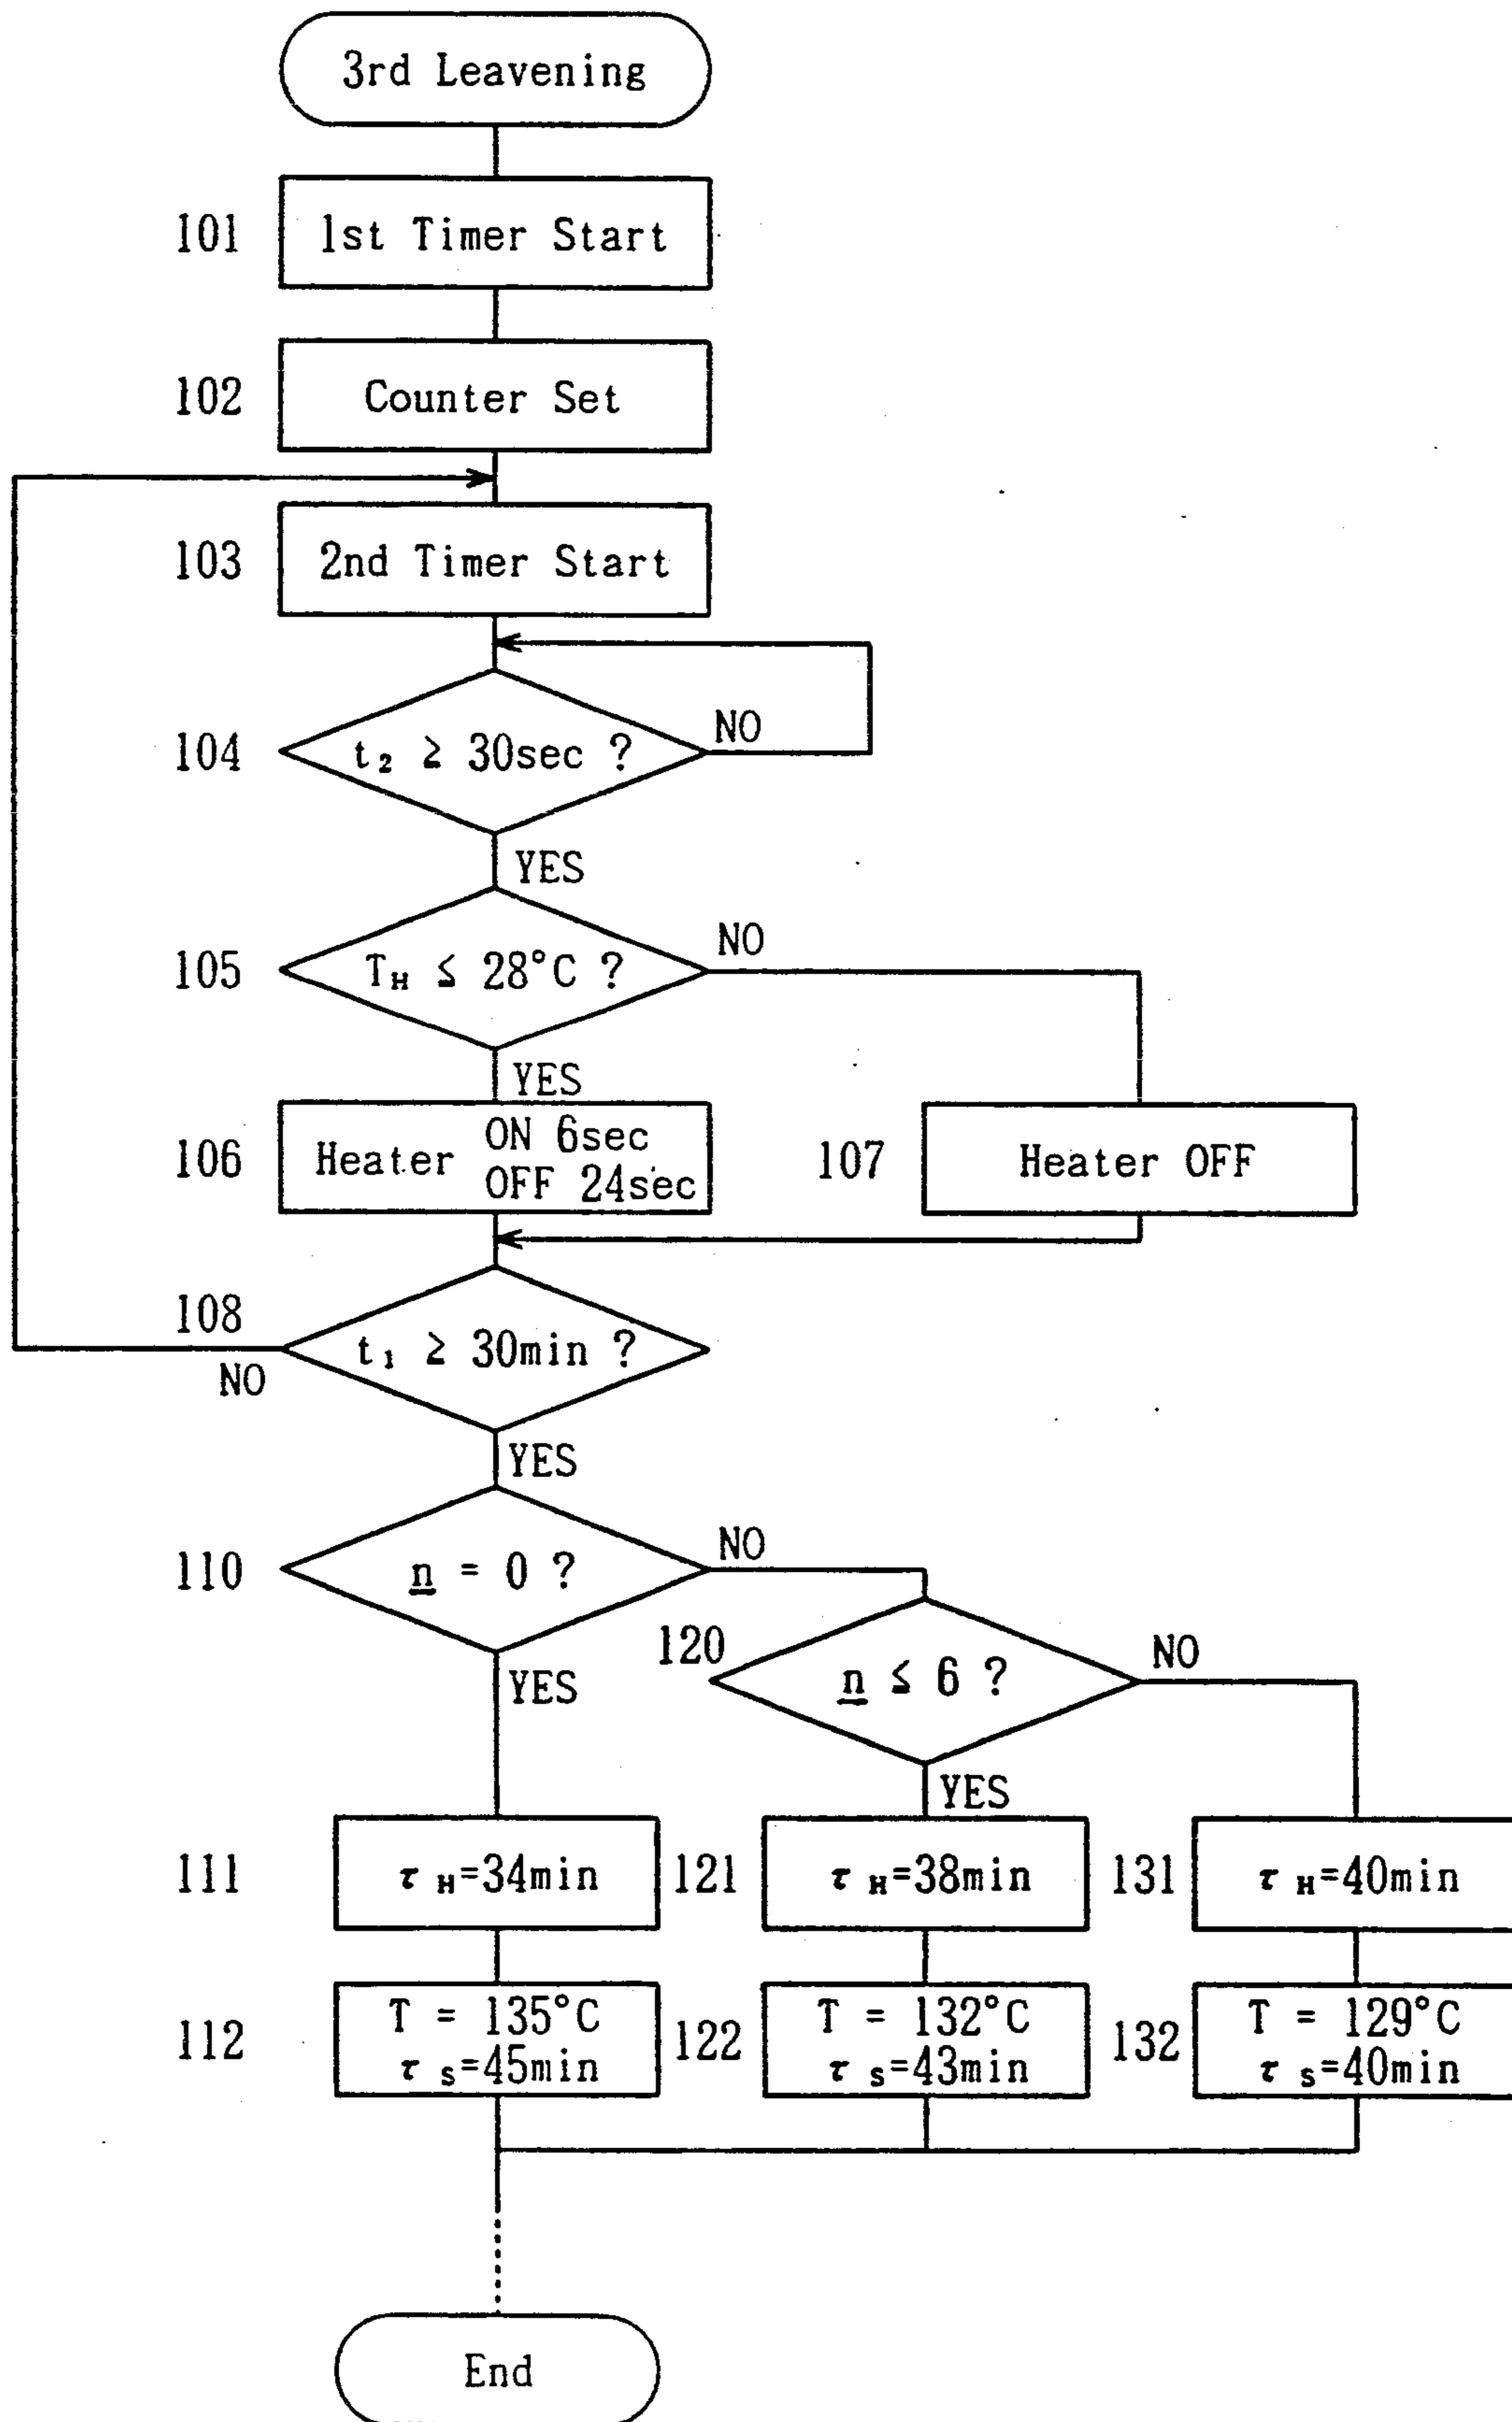 3rd Leavening
101
1st Timer Start
102
Counter Set
103
2nd Timer Start
104
t₂ ≧ 30sec ?
NO
YES
105
T_H ≦ 28°C ?
NO
YES
106
Heater ON 6sec
OFF 24sec
107
Heater OFF
108
t₁ ≧ 30min ?
NO
YES
110
n = 0 ?
NO
YES
120
n ≦ 6 ?
NO
YES
111
τ_H=34min
121
τ_H=38min
131
τ_H=40min
112
T = 135°C
τ_S=45min
122
T = 132°C
τ_S=43min
132
T = 129°C
τ_S=40min
End